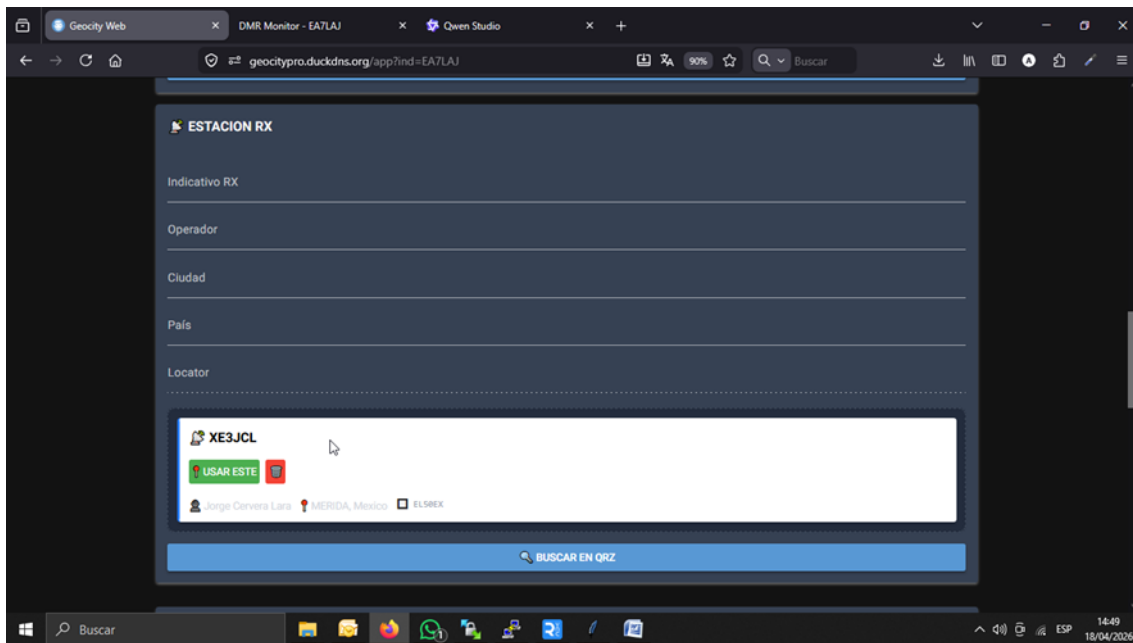 Geocity Web
DMR Monitor - EA7LAJ
Qwen Studio
geocitypro.duckdns.org/app?ind=EA7LAJ
90%
Buscar
ESTACION RX
Indicativo RX
Operador
Ciudad
País
Locator
XE3JCL
USAR ESTE
Jorge Cervera Lara
MERIDA, Mexico
EL50EX
BUSCAR EN QRZ
Buscar
ESP
14:49
18/04/2026